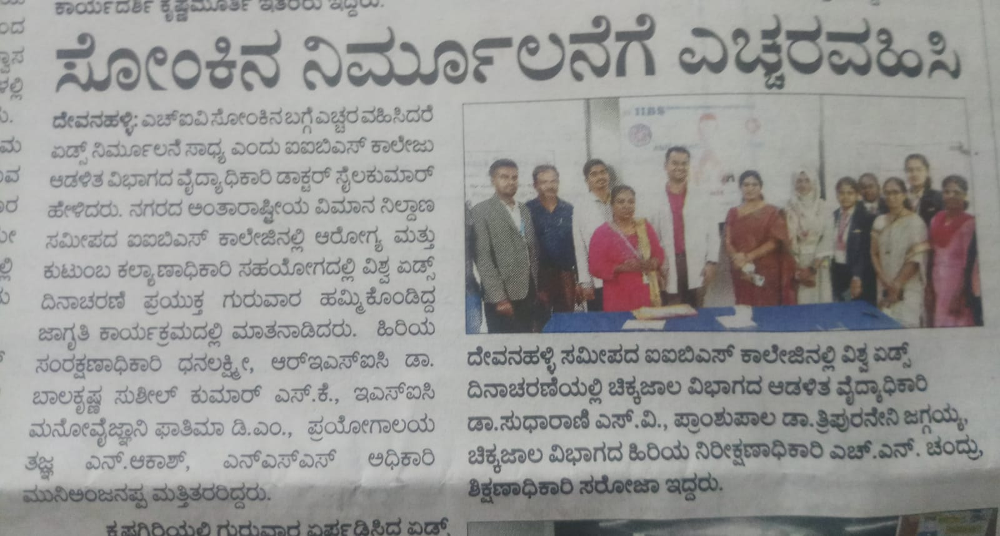 ಕಾರ್ಯದರ್ಶಿ ಕೃಷ್ಣಮೂರ್ತಿ ಇತರರು ಇದ್ದರು.
ಸೋಂಕಿನ ನಿರ್ಮೂಲನೆಗೆ ಎಚ್ಚರವಹಿಸಿ
ದೇವನಹಳ್ಳಿ: ಎಚ್‌ಐವಿ ಸೋಂಕಿನ ಬಗ್ಗೆ ಎಚ್ಚರ ವಹಿಸಿದರೆ
ಏಡ್ಸ್ ನಿರ್ಮೂಲನೆ ಸಾಧ್ಯ ಎಂದು ಐಐಬಿಎಸ್ ಕಾಲೇಜು
ಆಡಳಿತ ವಿಭಾಗದ ವೈದ್ಯಾಧಿಕಾರಿ ಡಾಕ್ಟರ್ ಸೈಲಕುಮಾರ್
ಹೇಳಿದರು. ನಗರದ ಅಂತಾರಾಷ್ಟ್ರೀಯ ವಿಮಾನ ನಿಲ್ದಾಣ
ಸಮೀಪದ ಐಐಬಿಎಸ್ ಕಾಲೇಜಿನಲ್ಲಿ ಆರೋಗ್ಯ ಮತ್ತು
ಕುಟುಂಬ ಕಲ್ಯಾಣಾಧಿಕಾರಿ ಸಹಯೋಗದಲ್ಲಿ ವಿಶ್ವ ಏಡ್ಸ್
ದಿನಾಚರಣೆ ಪ್ರಯುಕ್ತ ಗುರುವಾರ ಹಮ್ಮಿಕೊಂಡಿದ್ದ
ಜಾಗೃತಿ ಕಾರ್ಯಕ್ರಮದಲ್ಲಿ ಮಾತನಾಡಿದರು. ಹಿರಿಯ
ಸಂರಕ್ಷಣಾಧಿಕಾರಿ ಧನಲಕ್ಷ್ಮೀ, ಆರ್‌ಇಎಸ್‌ಐಸಿ ಡಾ.
ಬಾಲಕೃಷ್ಣ ಸುಶೀಲ್ ಕುಮಾರ್ ಎಸ್.ಕೆ., ಇಎಸ್‌ಐಸಿ
ಮನೋವೈಜ್ಞಾನಿ ಫಾತಿಮಾ ಡಿ.ಎಂ., ಪ್ರಯೋಗಾಲಯ
ತಜ್ಞ ಎನ್.ಆಕಾಶ್, ಎನ್‌ಎಸ್‌ಎಸ್ ಅಧಿಕಾರಿ
ಮುನಿಅಂಜನಪ್ಪ ಮತ್ತಿತರರಿದ್ದರು.
IIBS
ದೇವನಹಳ್ಳಿ ಸಮೀಪದ ಐಐಬಿಎಸ್ ಕಾಲೇಜಿನಲ್ಲಿ ವಿಶ್ವ ಏಡ್ಸ್
ದಿನಾಚರಣೆಯಲ್ಲಿ ಚಿಕ್ಕಜಾಲ ವಿಭಾಗದ ಆಡಳಿತ ವೈದ್ಯಾಧಿಕಾರಿ
ಡಾ.ಸುಧಾರಾಣಿ ಎಸ್.ವಿ., ಪ್ರಾಂಶುಪಾಲ ಡಾ.ತ್ರಿಪುರನೇನಿ ಜಗ್ಗಯ್ಯ,
ಚಿಕ್ಕಜಾಲ ವಿಭಾಗದ ಹಿರಿಯ ನಿರೀಕ್ಷಣಾಧಿಕಾರಿ ಎಚ್.ಎನ್. ಚಂದ್ರು,
ಶಿಕ್ಷಣಾಧಿಕಾರಿ ಸರೋಜಾ ಇದ್ದರು.
ಗುರುವಾರ ಏರ್ಪಡಿಸಿದ ಏಡ್ಸ್